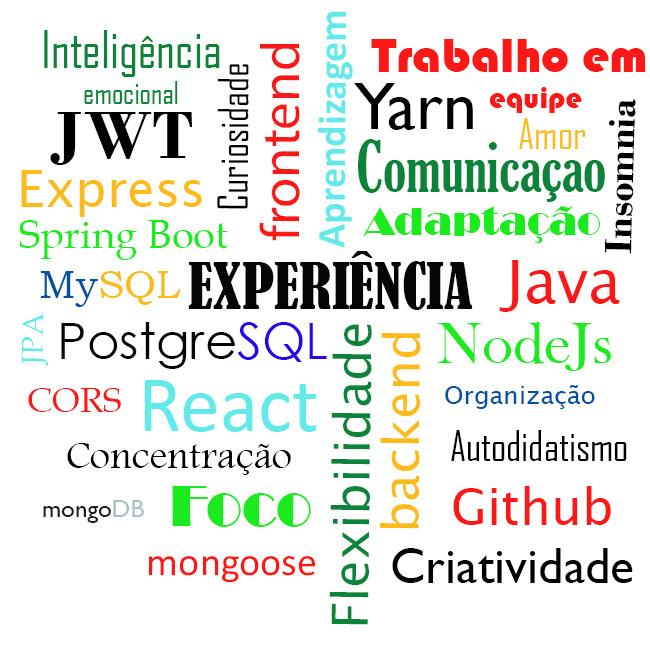 Inteligência
emocional
JWT
Curiosidade
frontend
Aprendizagem
Trabalho em
equipe
Yarn
Amor
Insomnia
Express
Comunicaçao
Spring Boot
Adaptação
MySQL
EXPERIÊNCIA
Java
JPA
PostgreSQL
Flexibilidade
backend
NodeJs
CORS
React
Organização
Concentração
Autodidatismo
mongoDB
Foco
Github
mongoose
Criatividade